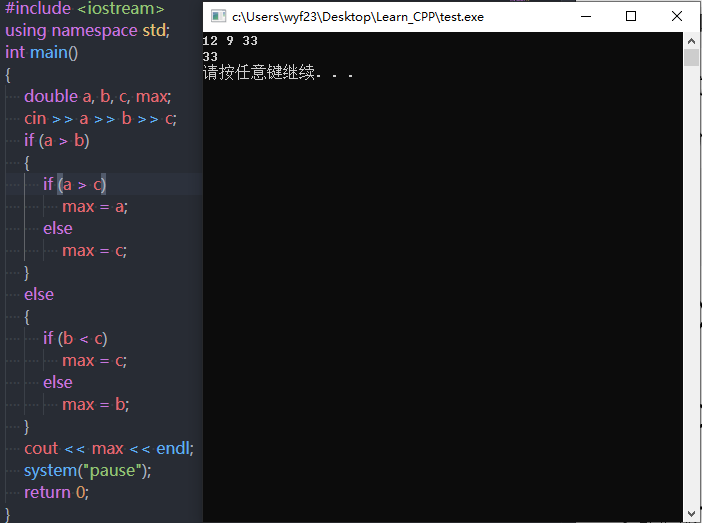 #include <iostream>
using namespace std;
int main()
{
double a, b, c, max;
cin >> a >> b >> c;
if (a > b)
{
if (a > c)
max = a;
else
max = c;
}
else
{
if (b < c)
max = c;
else
max = b;
}
cout << max << endl;
system("pause");
return 0;
}
c:\Users\wyf23\Desktop\Learn_CPP\test.exe
12 9 33
33
请按任意键继续. . .